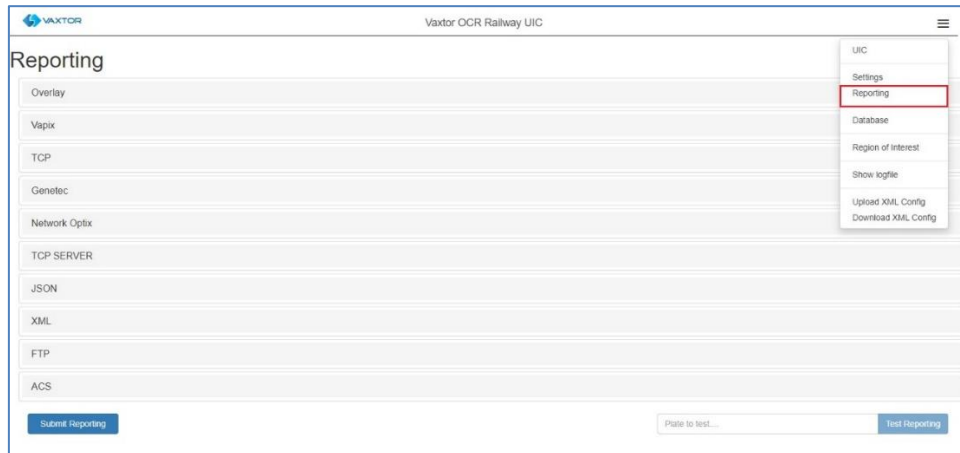 VAXTOR
Vaxtor OCR Railway UIC
Reporting
UIC
Settings
Reporting
Database
Region of Interest
Show logfile
Upload XML Config
Download XML Config
Overlay
Vapix
TCP
Genetec
Network Optix
TCP SERVER
JSON
XML
FTP
ACS
Submit Reporting
Plate to test...
Test Reporting